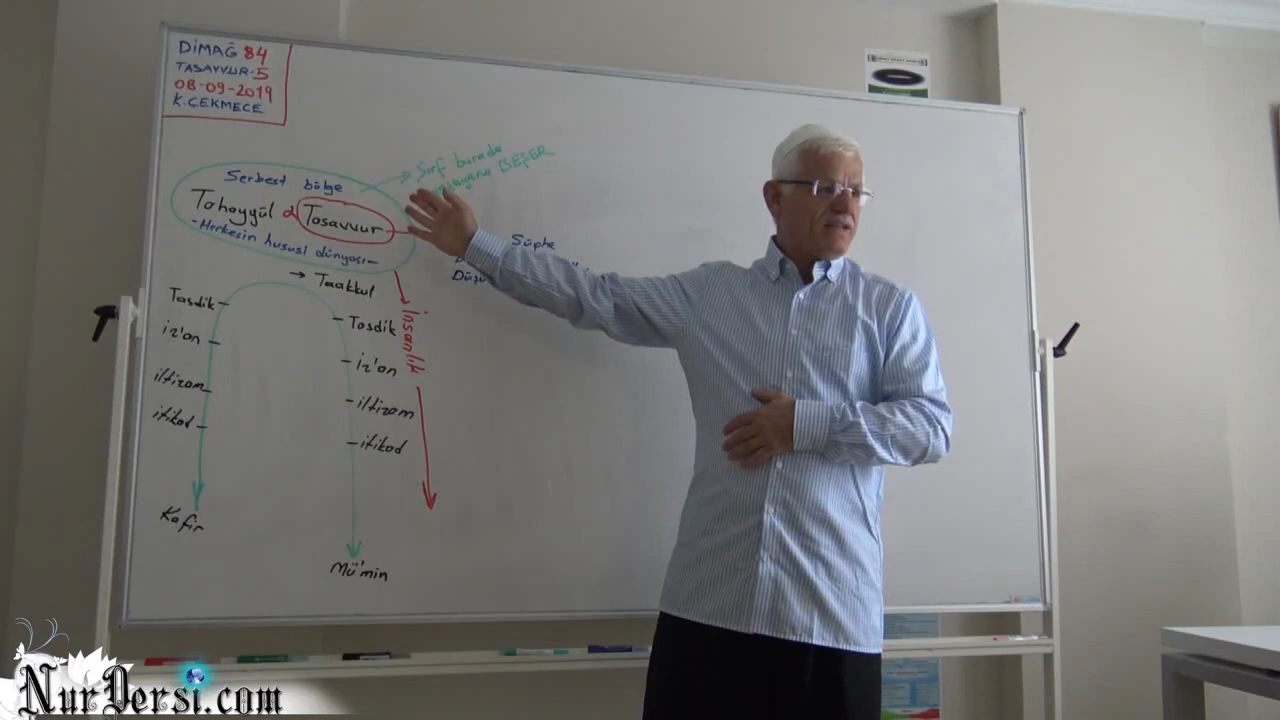 DİMAĞ 84
TASAVVUR-5
08-09-2019
K.ÇEKMECE
Serbest bölge
Tahayyül & Tasavvur
-Herkesin hususi dünyası-
Sırf burada
BEŞER
Şüphe
→ Taakkul
Tasdik
iz'an
iltizam
itikad
Kafir
Tasdik
iz'an
iltizam
itikad
Mü'min
İnsanlık
NurDersi.com